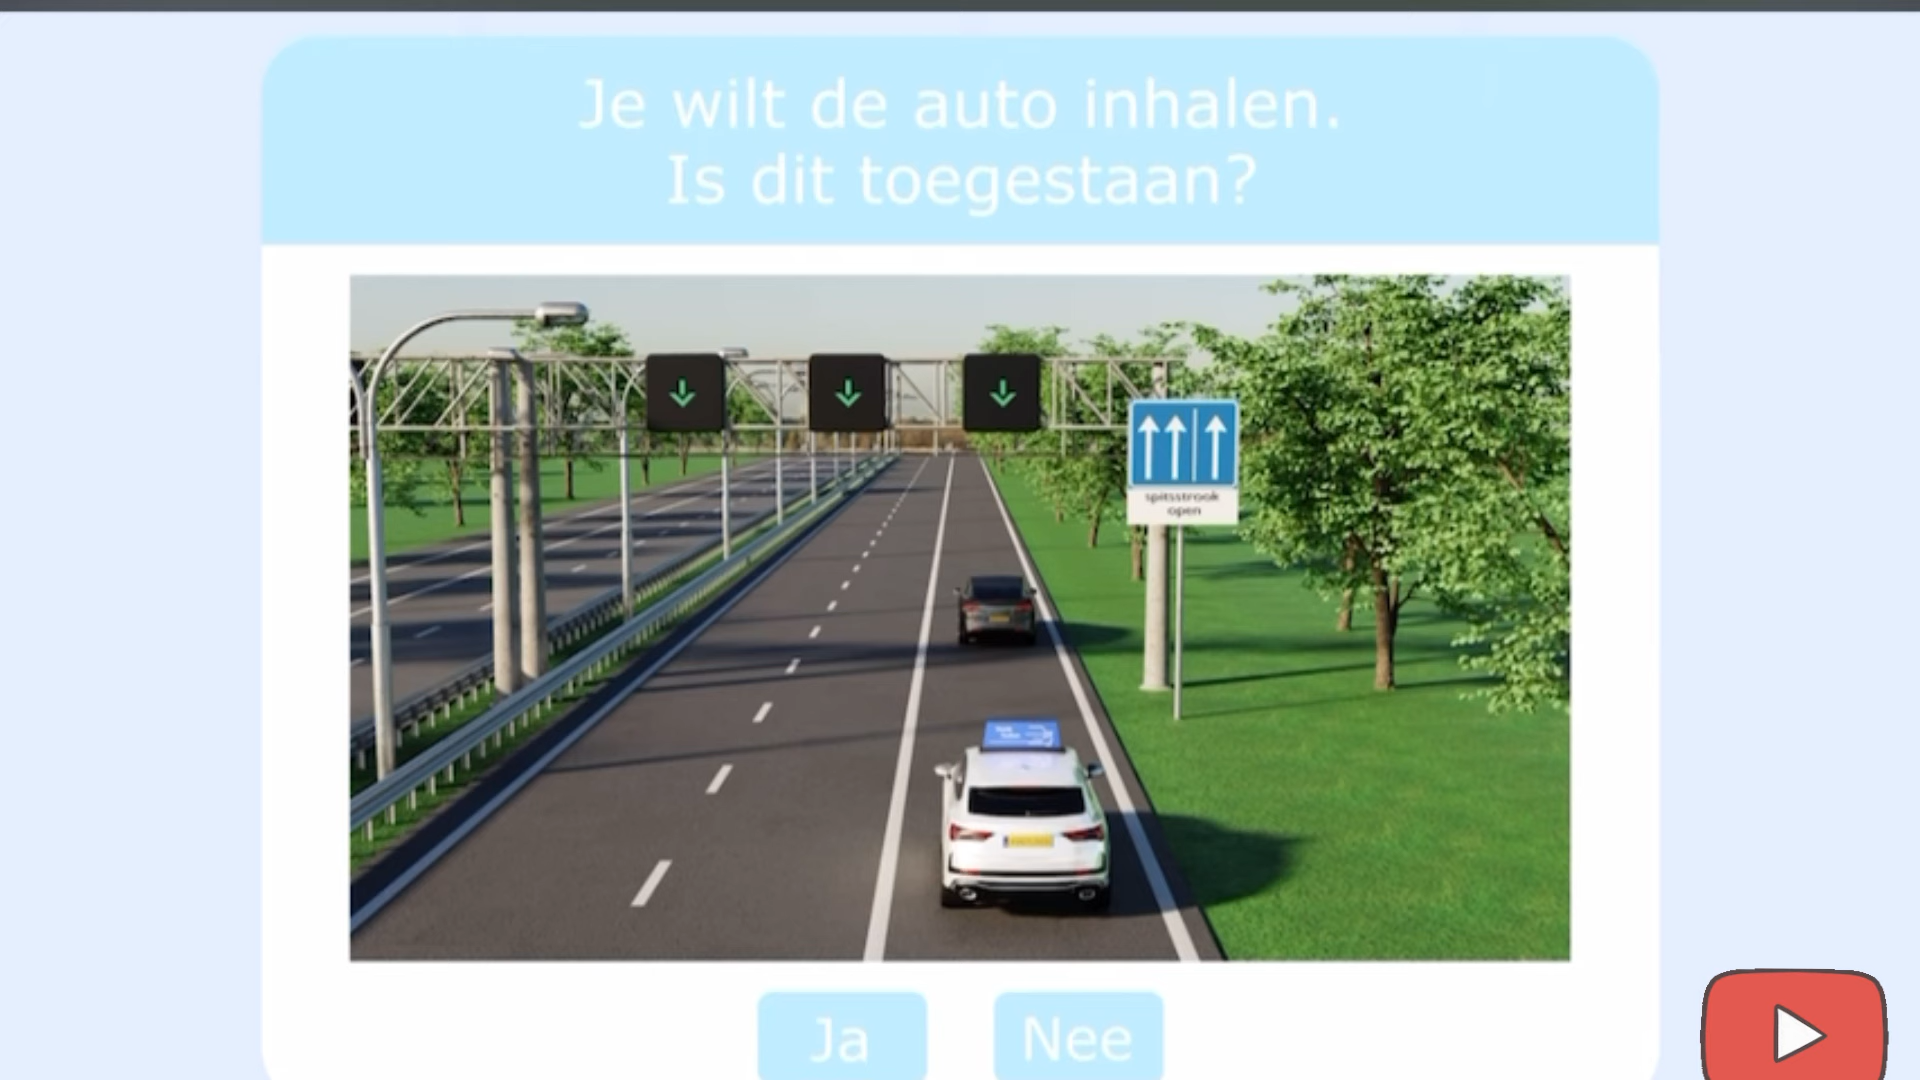 Je wilt de auto inhalen.
Is dit toegestaan?
spitsstrook
open
Ja
Nee